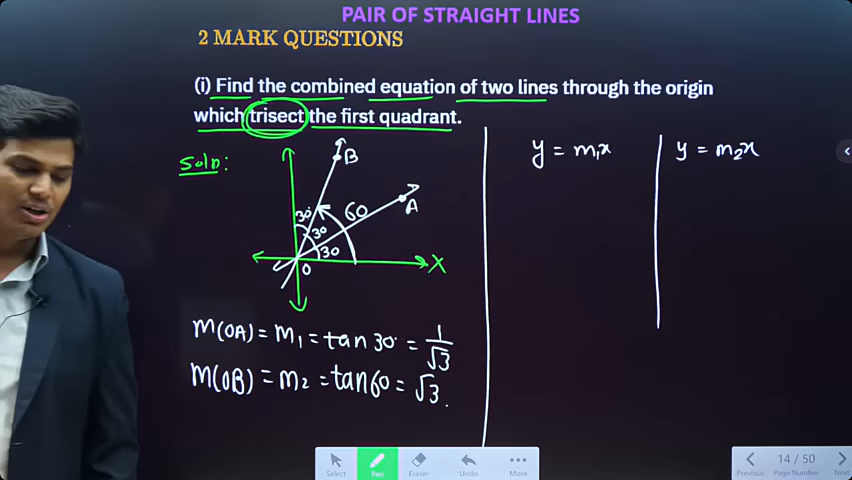 PAIR OF STRAIGHT LINES
2 MARK QUESTIONS
(i) Find the combined equation of two lines through the origin
which trisect the first quadrant.
Soln:
B
A
60
30°
30
30
O
X
m(OA) = m₁ = tan 30° = 1/√3
m(OB) = m₂ = tan 60 = √3.
y = m₁x
y = m₂x
Select Pen Eraser Undo More
14 / 50
Previous Page Number Next